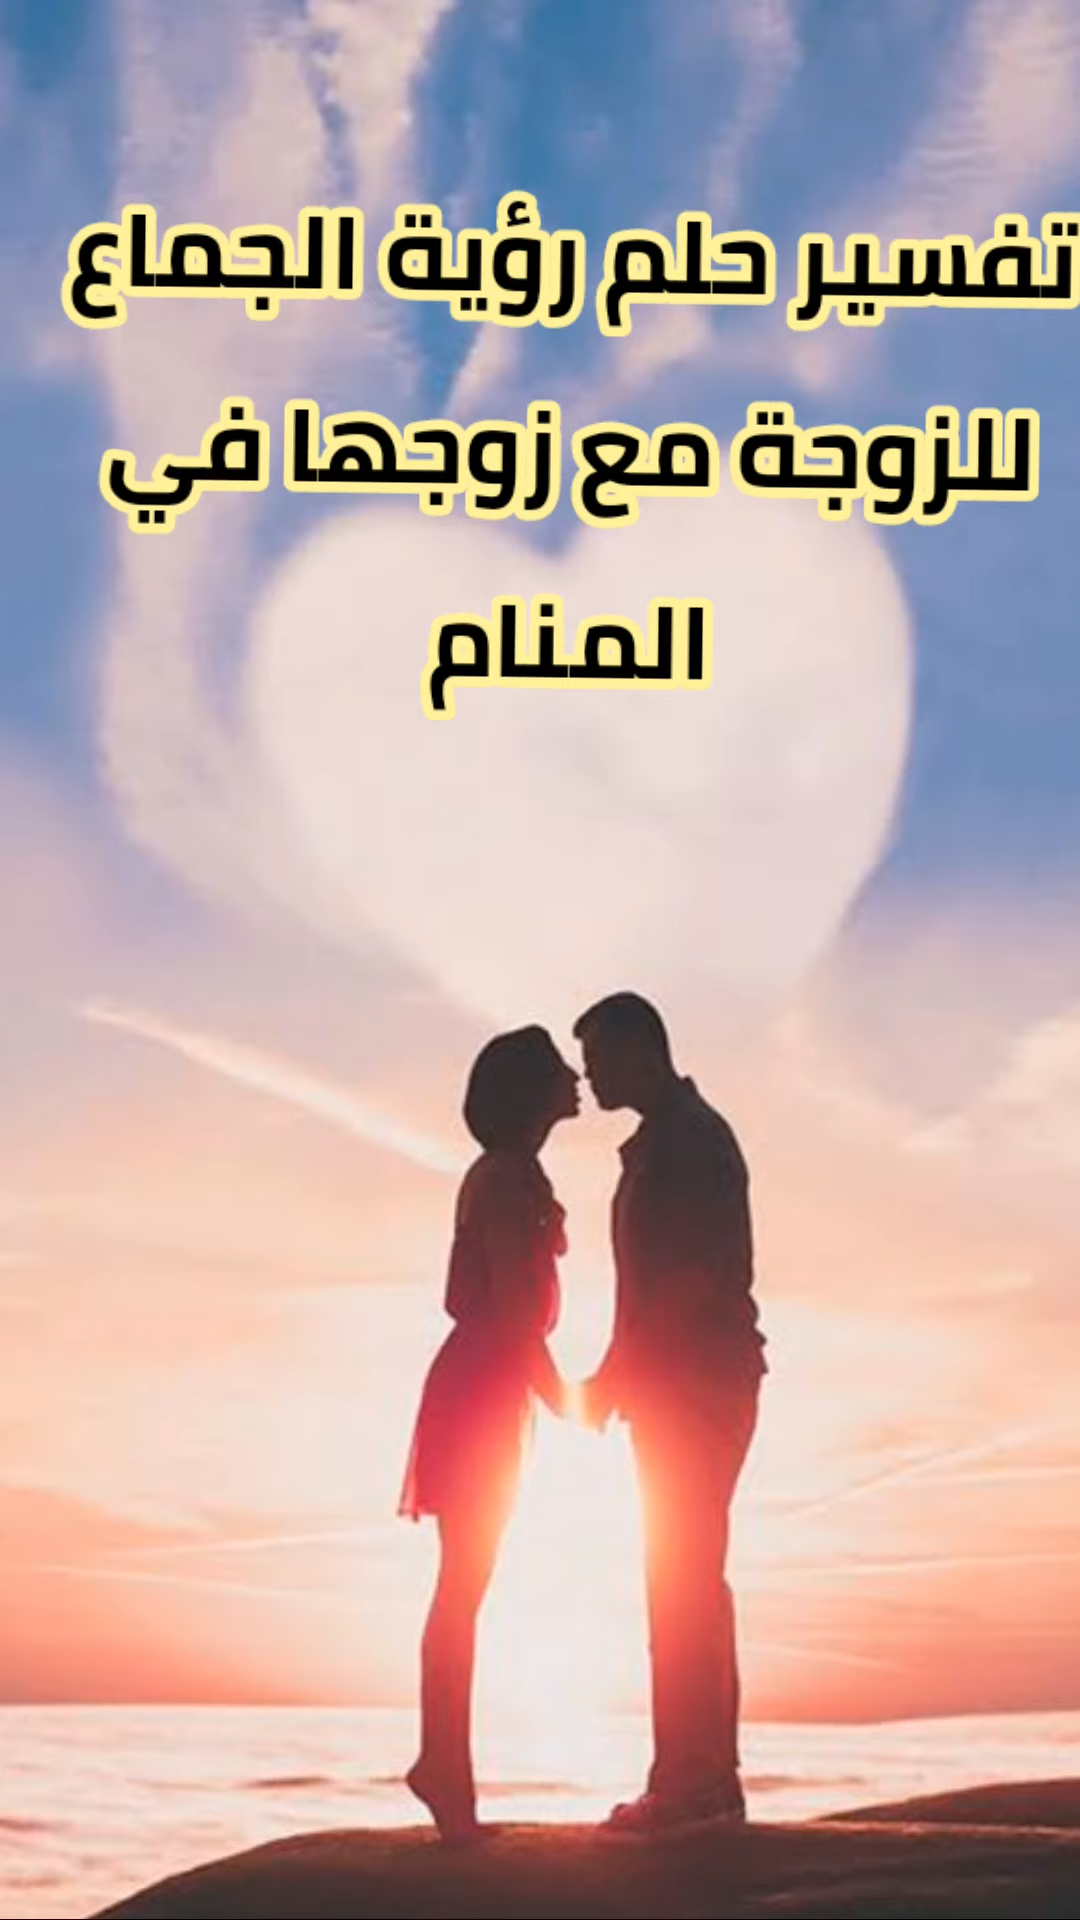 تفسير حلم رؤية الجماع
للزوجة مع زوجها في
المنام